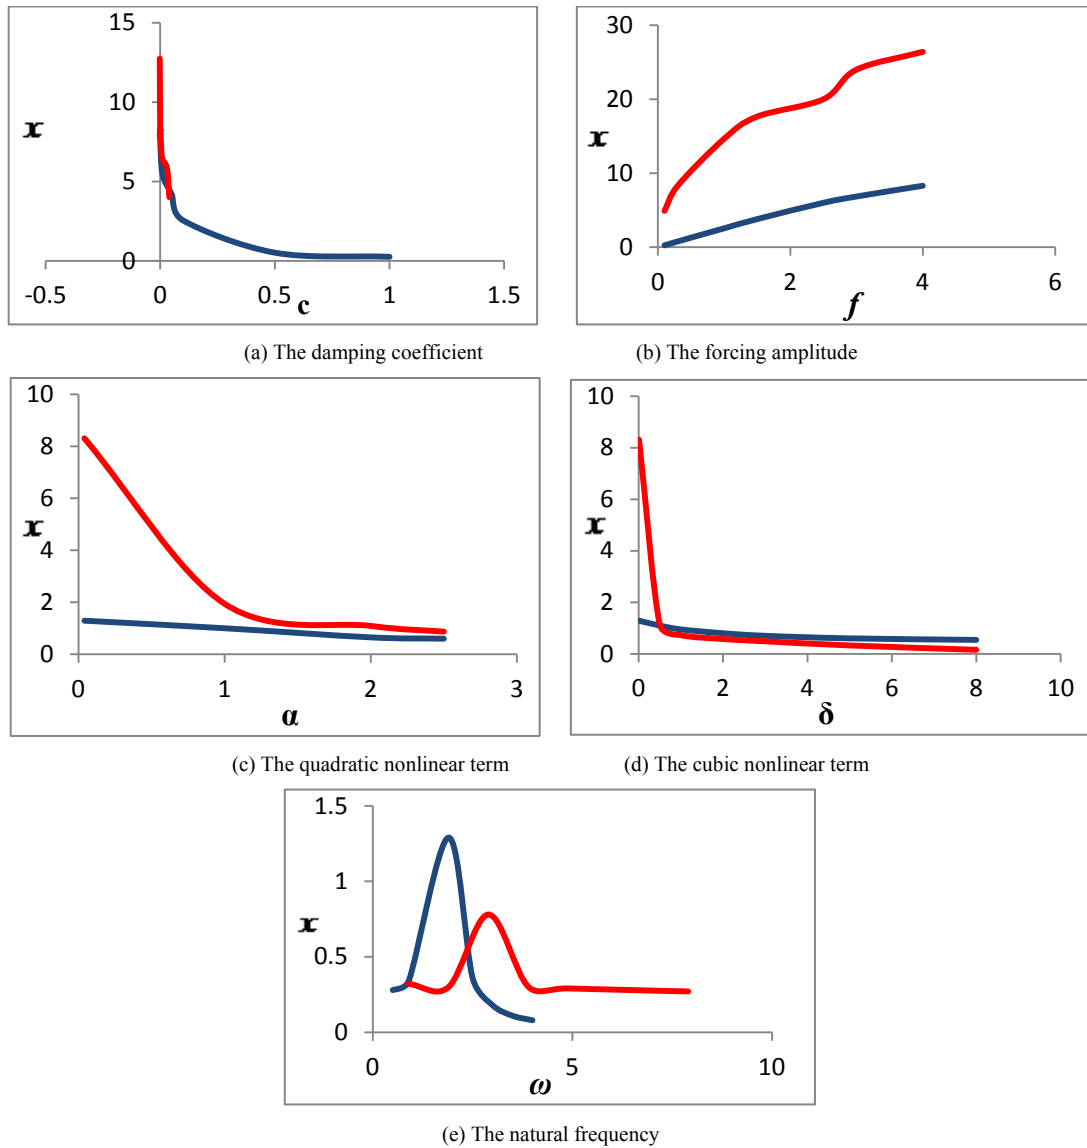 15
10
x
5
0
-0.5 0 0.5 1 1.5
c
30
20
x
10
0
0 2 4 6
f
(a) The damping coefficient
(b) The forcing amplitude
10
8
6
x
4
2
0
0 1 2 3
α
10
8
6
x
4
2
0
0 2 4 6 8 10
δ
(c) The quadratic nonlinear term
(d) The cubic nonlinear term
1.5
1
x
0.5
0
0 5 10
ω
(e) The natural frequency